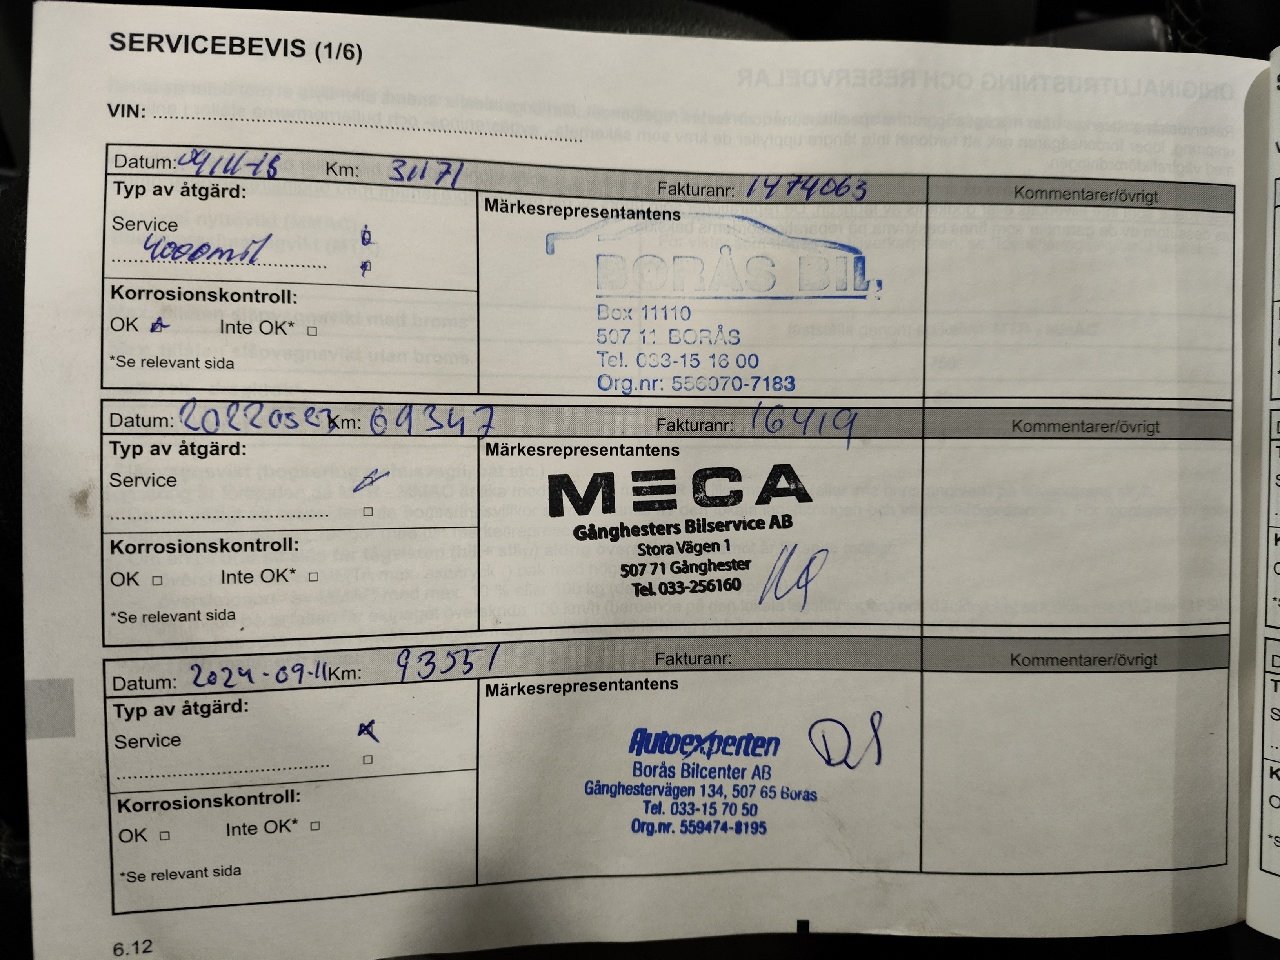 SERVICEBEVIS (1/6)
VIN:
Datum: Km: 31171 Fakturanr: 1474063 Kommentarer/övrigt
Typ av åtgärd: Märkesrepresentantens
Service
4000mil
BORÅS BIL
Korrosionskontroll:
OK Inte OK*
*Se relevant sida
Box 11110
507 11 BORÅS
Tel. 033-15 16 00
Org.nr: 556070-7183
Datum: 20220523 Km: 69347 Fakturanr: 16419 Kommentarer/övrigt
Typ av åtgärd: Märkesrepresentantens
Service
MECA
Gånghesters Bilservice AB
Stora Vägen 1
507 71 Gånghester
Tel. 033-256160
Korrosionskontroll:
OK Inte OK*
*Se relevant sida
Datum: 2024-09-11 Km: 93551 Fakturanr: Kommentarer/övrigt
Typ av åtgärd: Märkesrepresentantens
Service
Autoexperten
Borås Bilcenter AB
Gånghestervägen 134, 507 65 Borås
Tel. 033-15 70 50
Org.nr. 559474-8195
Korrosionskontroll:
OK Inte OK*
*Se relevant sida
6.12